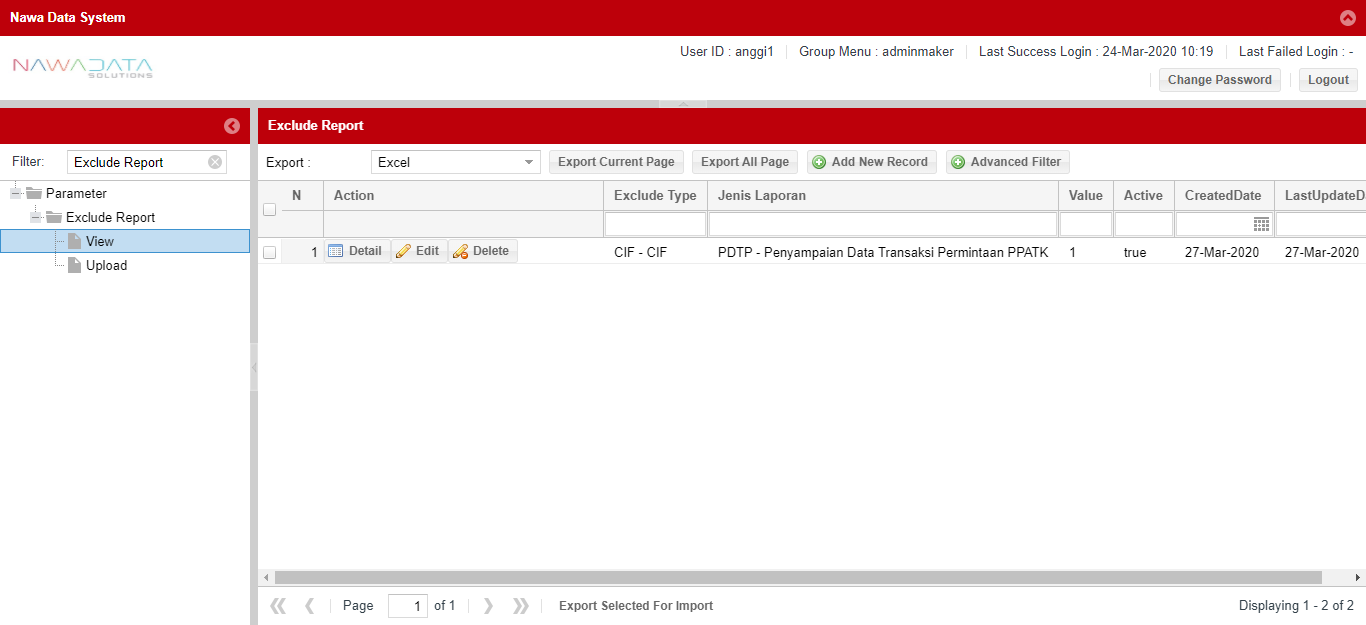 Nawa Data System
NAWADATA
SOLUTIONS
User ID : anggi1 Group Menu : adminmaker Last Success Login : 24-Mar-2020 10:19 Last Failed Login : -
Change Password Logout
Filter: Exclude Report
Parameter
Exclude Report
View
Upload
Exclude Report
Export : Excel Export Current Page Export All Page Add New Record Advanced Filter
N Action Exclude Type Jenis Laporan Value Active CreatedDate LastUpdateD
1 Detail Edit Delete CIF - CIF PDTP - Penyampaian Data Transaksi Permintaan PPATK 1 true 27-Mar-2020 27-Mar-2020
Page 1 of 1 Export Selected For Import Displaying 1 - 2 of 2